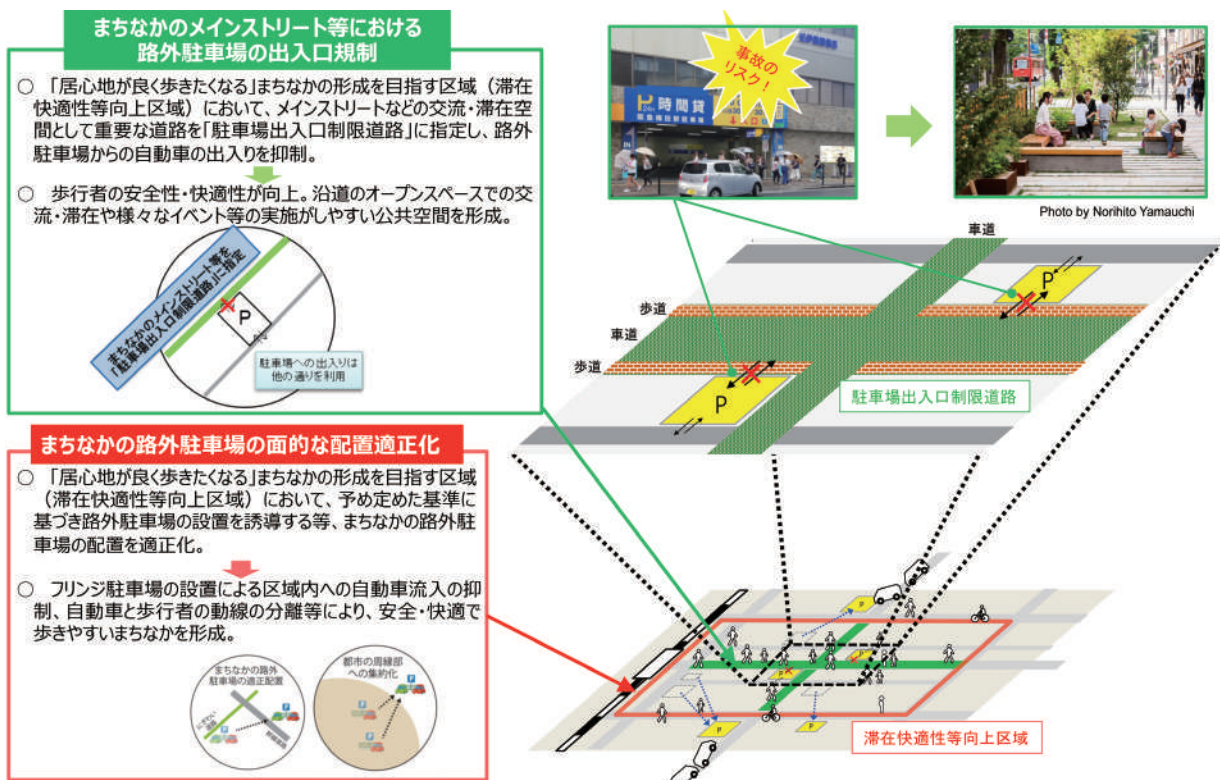 まちなかのメインストリート等における
路外駐車場の出入口規制
○ 「居心地が良く歩きたくなる」まちなかの形成を目指す区域（滞在
快適性等向上区域）において、メインストリートなどの交流・滞在空
間として重要な道路を「駐車場出入口制限道路」に指定し、路外
駐車場からの自動車の出入りを抑制。
○ 歩行者の安全性・快適性が向上。沿道のオープンスペースでの交
流・滞在や様々なイベント等の実施がしやすい公共空間を形成。
まちなかのメインストリート等を
「駐車場出入口制限道路」に指定
P
駐車場への出入りは
他の通りを利用
まちなかの路外駐車場の面的な配置適正化
○ 「居心地が良く歩きたくなる」まちなかの形成を目指す区域
（滞在快適性等向上区域）において、予め定めた基準に
基づき路外駐車場の設置を誘導する等、まちなかの路外駐
車場の配置を適正化。
○ フリンジ駐車場の設置による区域内への自動車流入の抑
制、自動車と歩行者の動線の分離等により、安全・快適で
歩きやすいまちなかを形成。
まちなかの路外
駐車場の適正配置
P
P
都市の周縁部
への集約化
P
P
P
事故の
リスク！
P 時間貸
24h
IN
Photo by Norihito Yamauchi
車道
P
歩道
車道
歩道
P
駐車場出入口制限道路
P
P
P
P
P
滞在快適性等向上区域